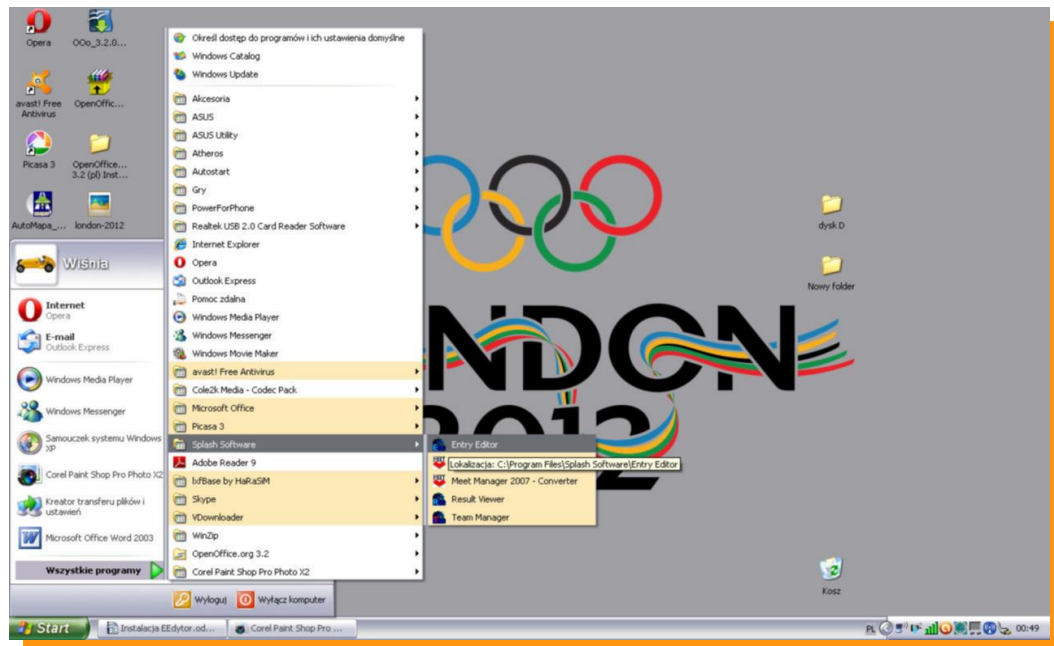 Opera
OOo_3.2.0...
avast! Free
Antivirus
OpenOffic...
Picasa 3
OpenOffice...
3.2 (pl) Inst...
AutoMapa_...
london-2012
Wiśnia
Internet
Opera
E-mail
Outlook Express
Windows Media Player
Windows Messenger
Samouczek systemu Windows
XP
Corel Paint Shop Pro Photo X2
Kreator transferu plików i
ustawień
Microsoft Office Word 2003
Wszystkie programy
Określ dostęp do programów i ich ustawienia domyślne
Windows Catalog
Windows Update
Akcesoria
ASUS
ASUS Utility
Atheros
Autostart
Gry
PowerForPhone
Realtek USB 2.0 Card Reader Software
Internet Explorer
Opera
Outlook Express
Pomoc zdalna
Windows Media Player
Windows Messenger
Windows Movie Maker
avast! Free Antivirus
Cole2k Media - Codec Pack
Microsoft Office
Picasa 3
Splash Software
Adobe Reader 9
lxfBase by HaRaSiM
Skype
VDownloader
WinZip
OpenOffice.org 3.2
Corel Paint Shop Pro Photo X2
Entry Editor
Lokalizacja: C:\Program Files\Splash Software\Entry Editor
Meet Manager 2007 - Converter
Result Viewer
Team Manager
NDON
2012
dysk D
Nowy folder
Kosz
Wyloguj
Wyłącz komputer
Start
Instalacja EEdytor.od...
Corel Paint Shop Pro ...
PL
00:49